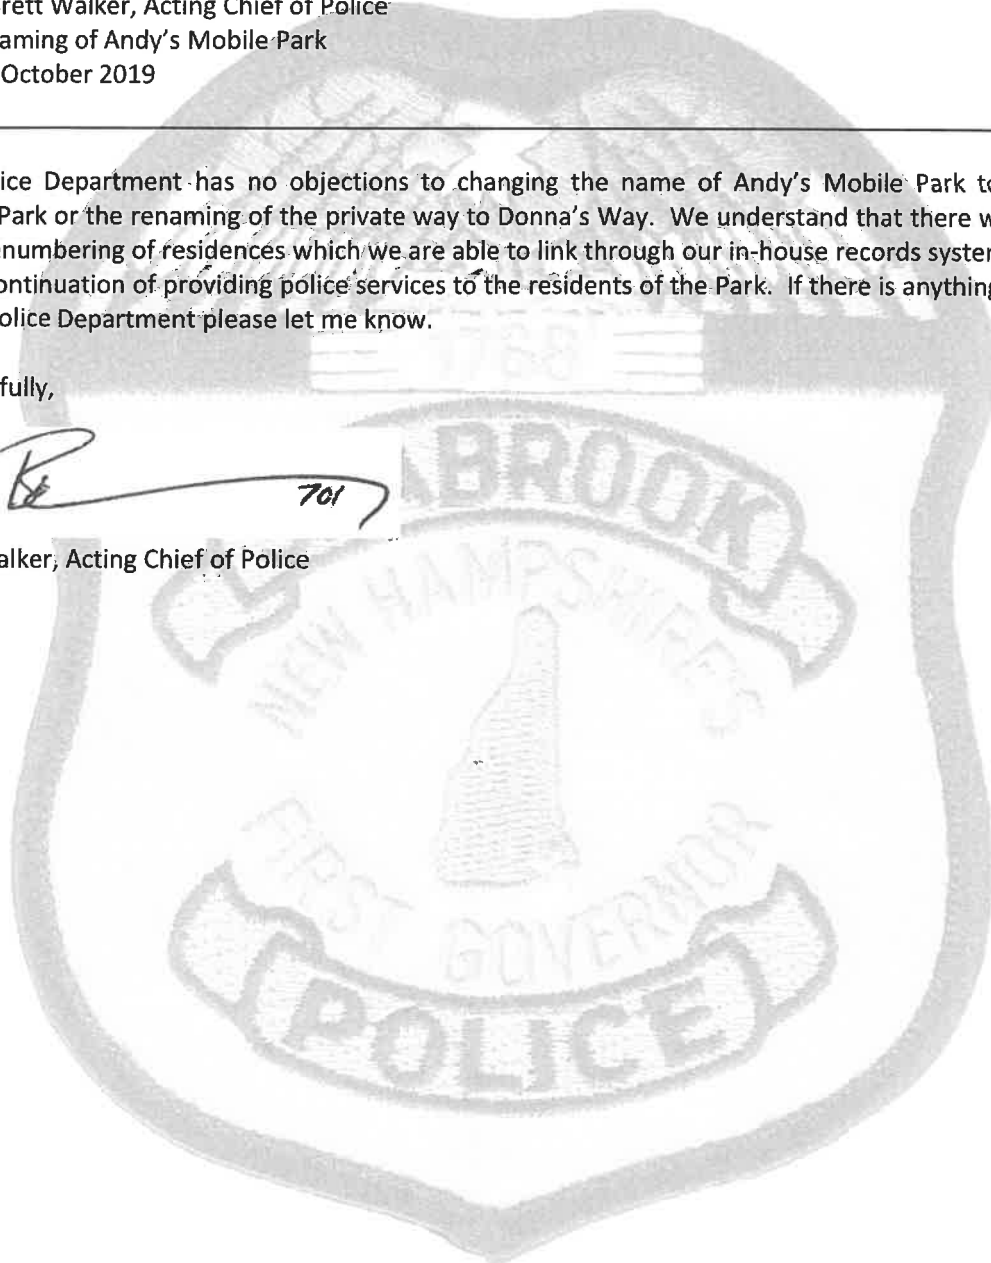 rett Walker, Acting Chief of Police
aming of Andy's Mobile Park
October 2019
ice Department has no objections to changing the name of Andy's Mobile Park to
Park or the renaming of the private way to Donna's Way. We understand that there w
numbering of residences which we are able to link through our in-house records system
ontinuation of providing police services to the residents of the Park. If there is anything
olice Department please let me know.
fully,
701
alker, Acting Chief of Police
1768
ABROOK
NEW HAMPSHIRES
FIRST GOVERNOR
POLICE